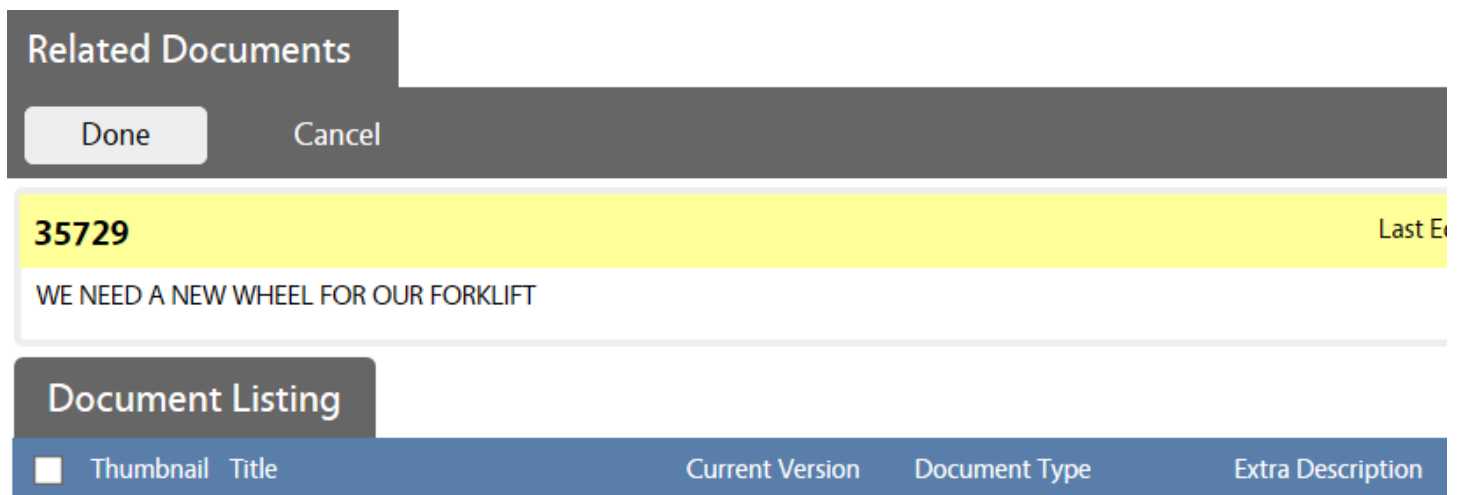 Related Documents
Done Cancel
35729 Last
WE NEED A NEW WHEEL FOR OUR FORKLIFT
Document Listing
Thumbnail Title Current Version Document Type Extra Description